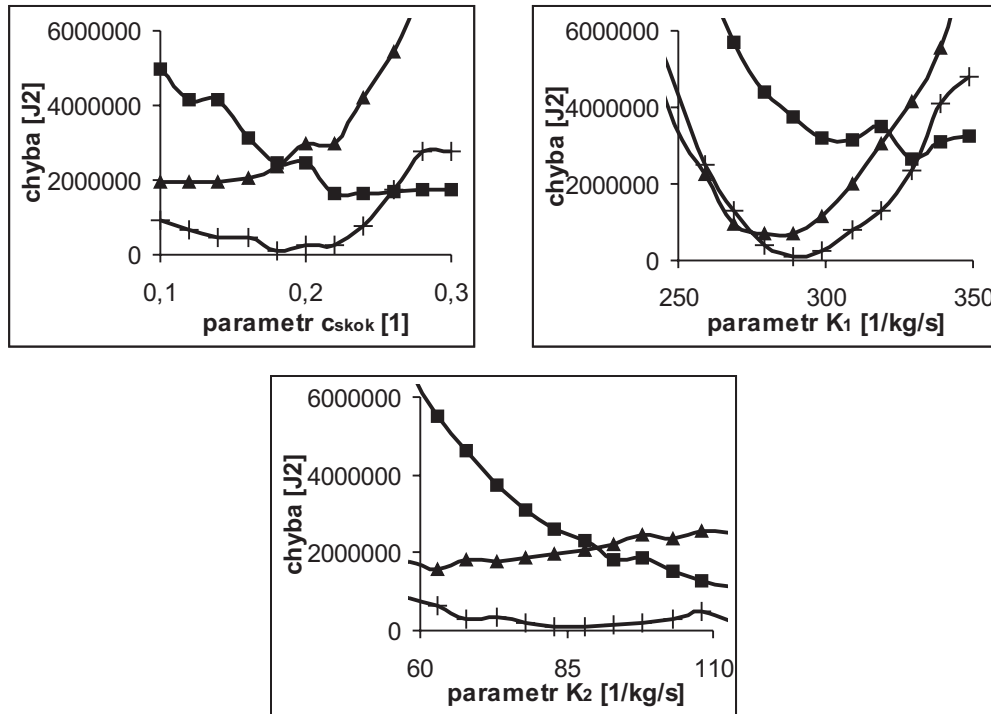 6000000
4000000
2000000
0
chyba [J2]
0,1 0,2 0,3
parametr cskok [1]
6000000
4000000
2000000
0
chyba [J2]
250 300 350
parametr K1 [1/kg/s]
6000000
4000000
2000000
0
chyba [J2]
60 85 110
parametr K2 [1/kg/s]